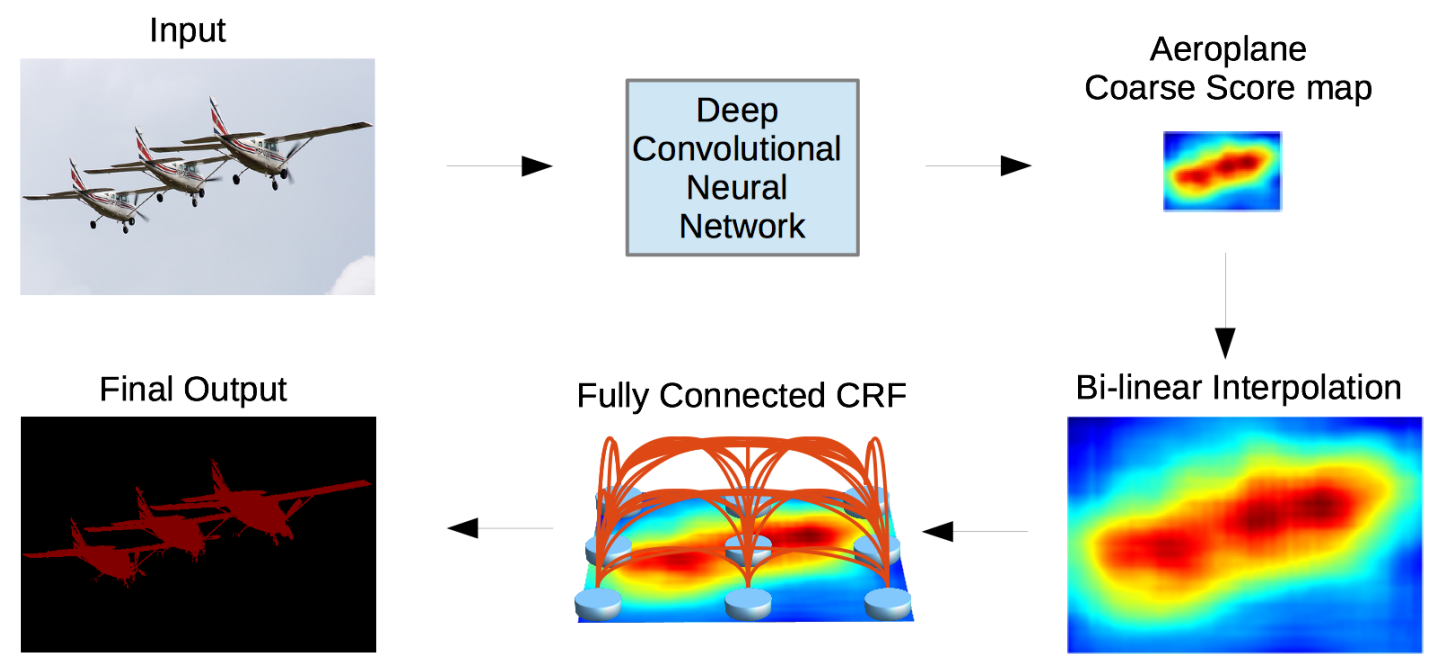 Input
Deep
Convolutional
Neural
Network
Aeroplane
Coarse Score map
Bi-linear Interpolation
Fully Connected CRF
Final Output